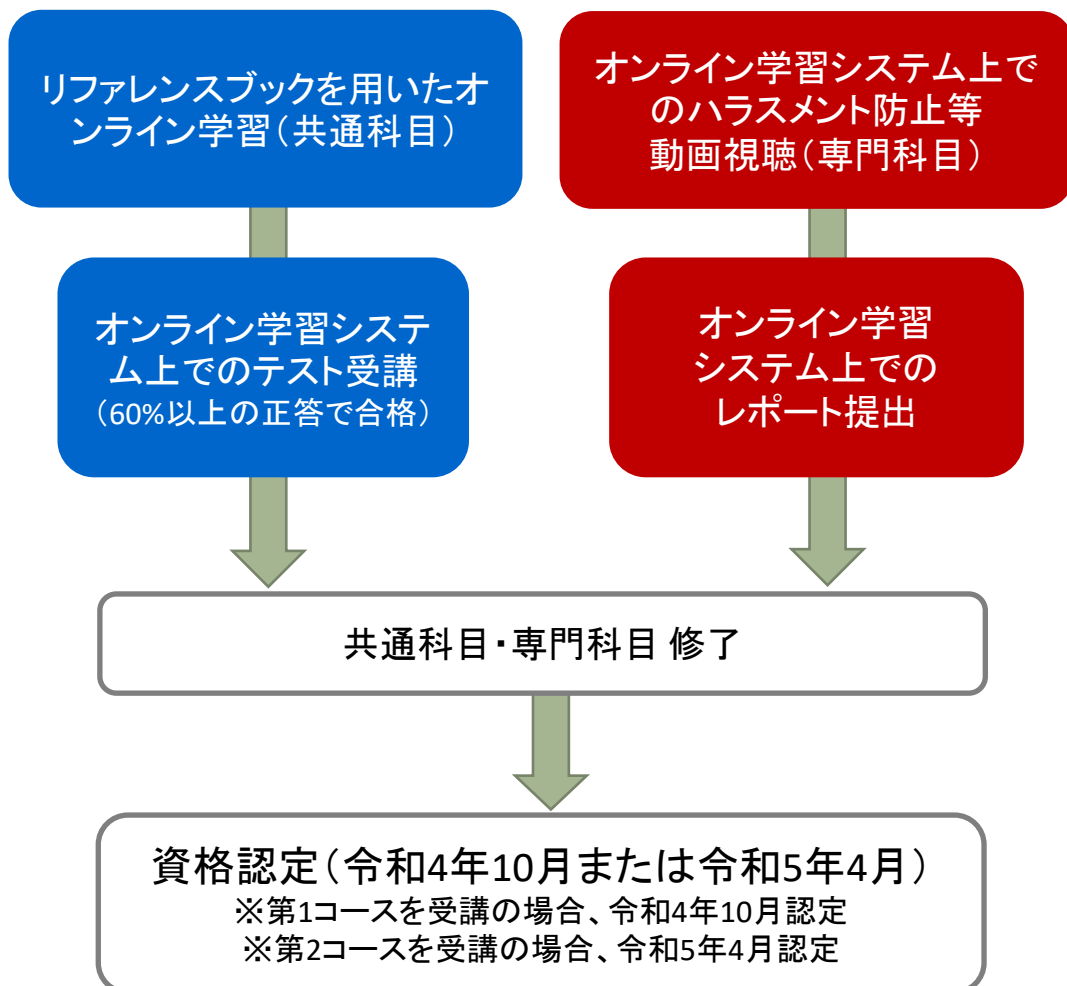 リファレンスブックを用いたオ
ンライン学習（共通科目）
オンライン学習システム上で
のハラスメント防止等
動画視聴（専門科目）
オンライン学習システ
ム上でのテスト受講
（60%以上の正答で合格）
オンライン学習
システム上での
レポート提出
共通科目・専門科目 修了
資格認定（令和4年10月または令和5年4月）
※第1コースを受講の場合、令和4年10月認定
※第2コースを受講の場合、令和5年4月認定